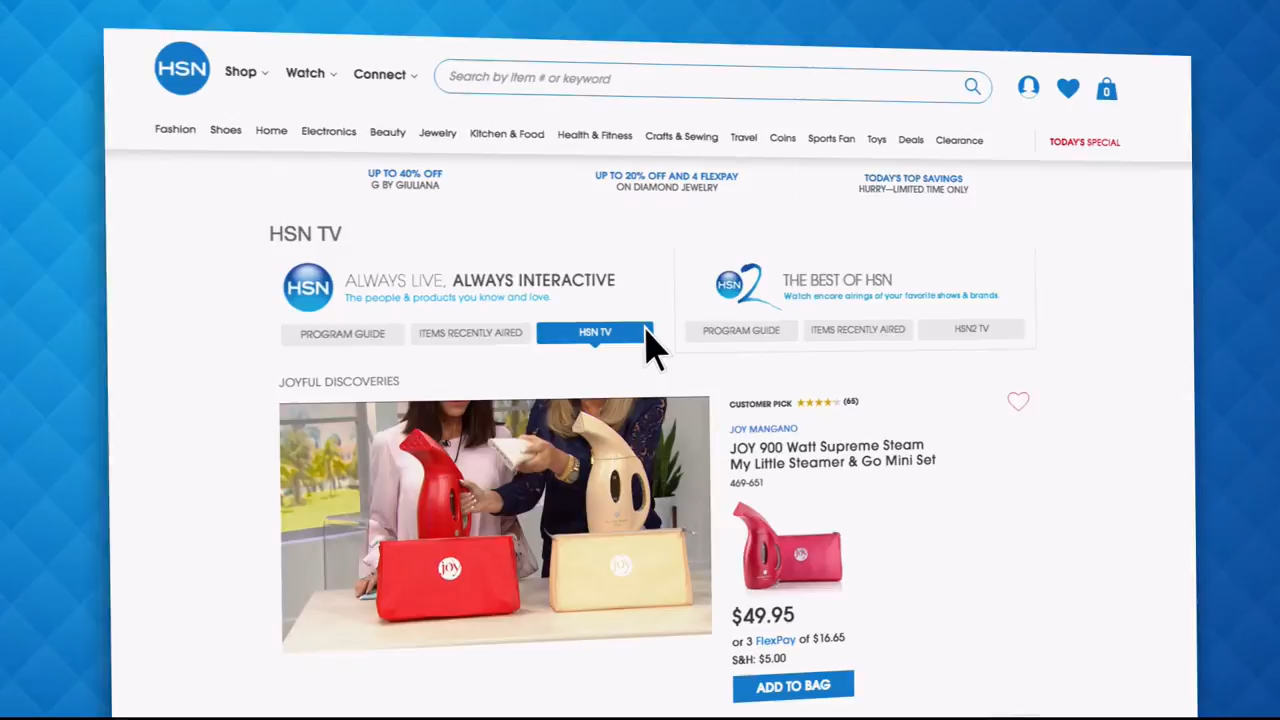 HSN
Shop
Watch
Connect
Search by item # or keyword
0
Fashion
Shoes
Home
Electronics
Beauty
Jewelry
Kitchen & Food
Health & Fitness
Crafts & Sewing
Travel
Coins
Sports Fan
Toys
Deals
Clearance
TODAY'S SPECIAL
UP TO 40% OFF
G BY GIULIANA
UP TO 20% OFF AND 4 FLEXPAY
ON DIAMOND JEWELRY
TODAY'S TOP SAVINGS
HURRY—LIMITED TIME ONLY
HSN TV
HSN
ALWAYS LIVE, ALWAYS INTERACTIVE
The people & products you know and love.
PROGRAM GUIDE
ITEMS RECENTLY AIRED
HSN TV
HSN 2
THE BEST OF HSN
Watch encore airings of your favorite shows & brands.
PROGRAM GUIDE
ITEMS RECENTLY AIRED
HSN2 TV
JOYFUL DISCOVERIES
joy
joy
CUSTOMER PICK
(65)
JOY MANGANO
JOY 900 Watt Supreme Steam
My Little Steamer & Go Mini Set
469-651
joy
$49.95
or 3 FlexPay of $16.65
S&H: $5.00
ADD TO BAG